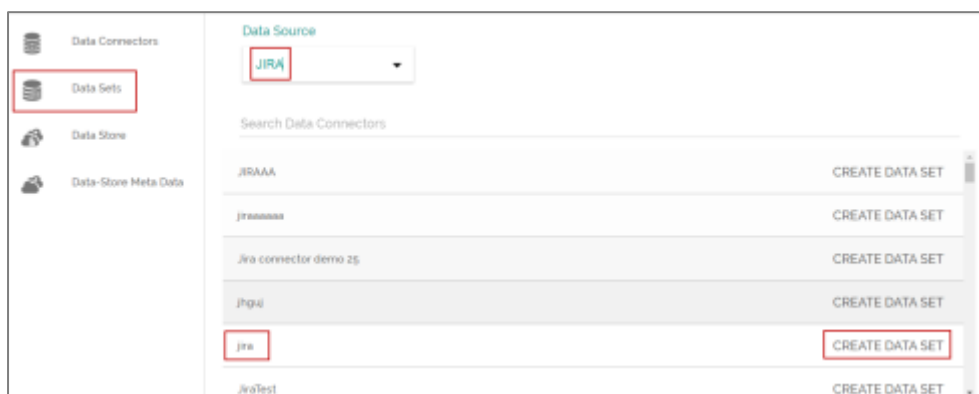 Data Connectors
Data Sets
Data Store
Data-Store Meta Data
Data Source
JIRA
Search Data Connectors
JIRAAA CREATE DATA SET
jiraaaaaa CREATE DATA SET
Jira connector demo 25 CREATE DATA SET
jhguj CREATE DATA SET
jira CREATE DATA SET
JiraTest CREATE DATA SET